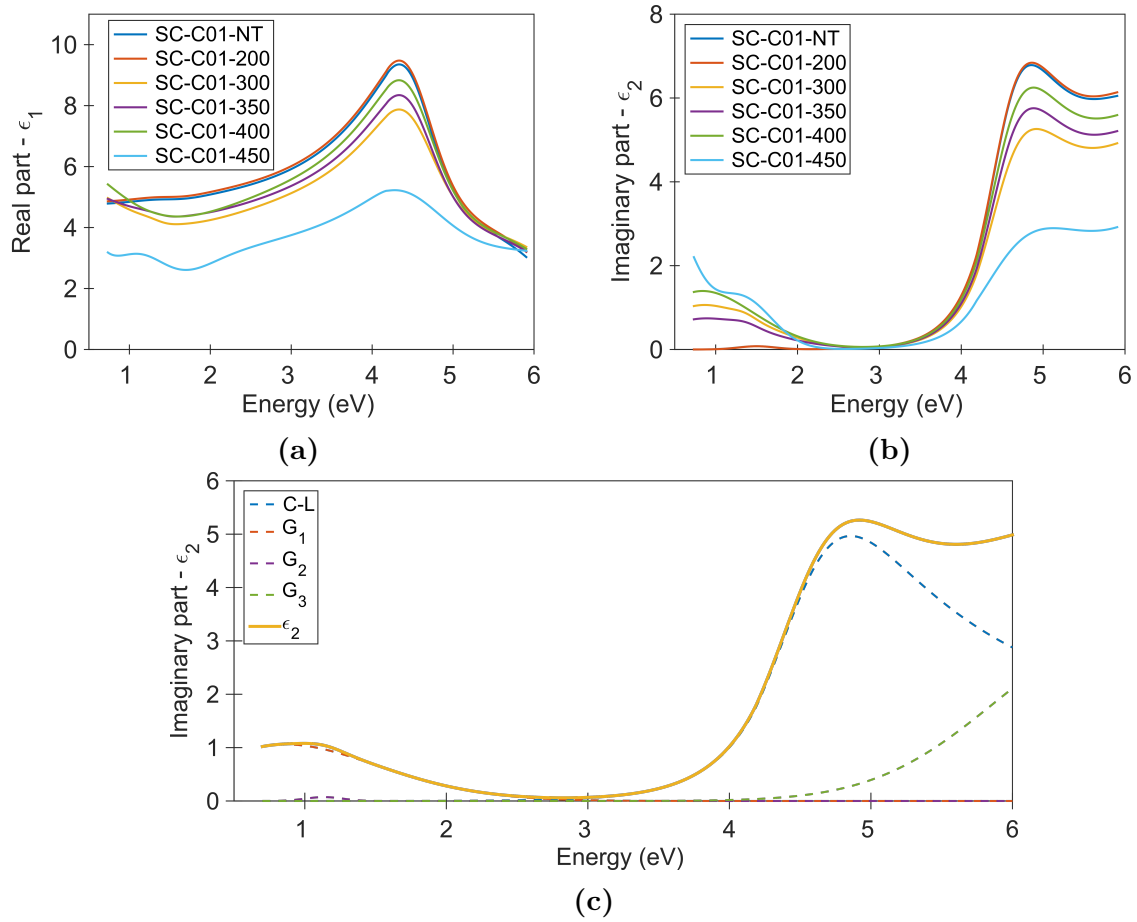 10
8
6
4
2
0
Real part - ϵ1
SC-C01-NT
SC-C01-200
SC-C01-300
SC-C01-350
SC-C01-400
SC-C01-450
1 2 3 4 5 6
Energy (eV)
(a)
8
6
4
2
0
Imaginary part - ϵ2
SC-C01-NT
SC-C01-200
SC-C01-300
SC-C01-350
SC-C01-400
SC-C01-450
1 2 3 4 5 6
Energy (eV)
(b)
6
5
4
3
2
1
0
Imaginary part - ϵ2
C-L
G1
G2
G3
ϵ2
1 2 3 4 5 6
Energy (eV)
(c)